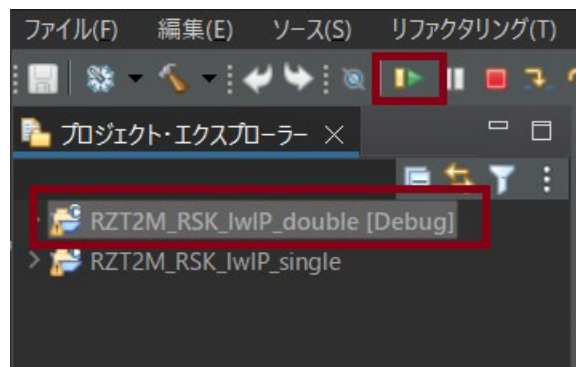 ファイル(F) 編集(E) ソース(S) リファクタリング(T)
プロジェクト・エクスプローラー
RZT2M_RSK_lwIP_double [Debug]
RZT2M_RSK_lwIP_single